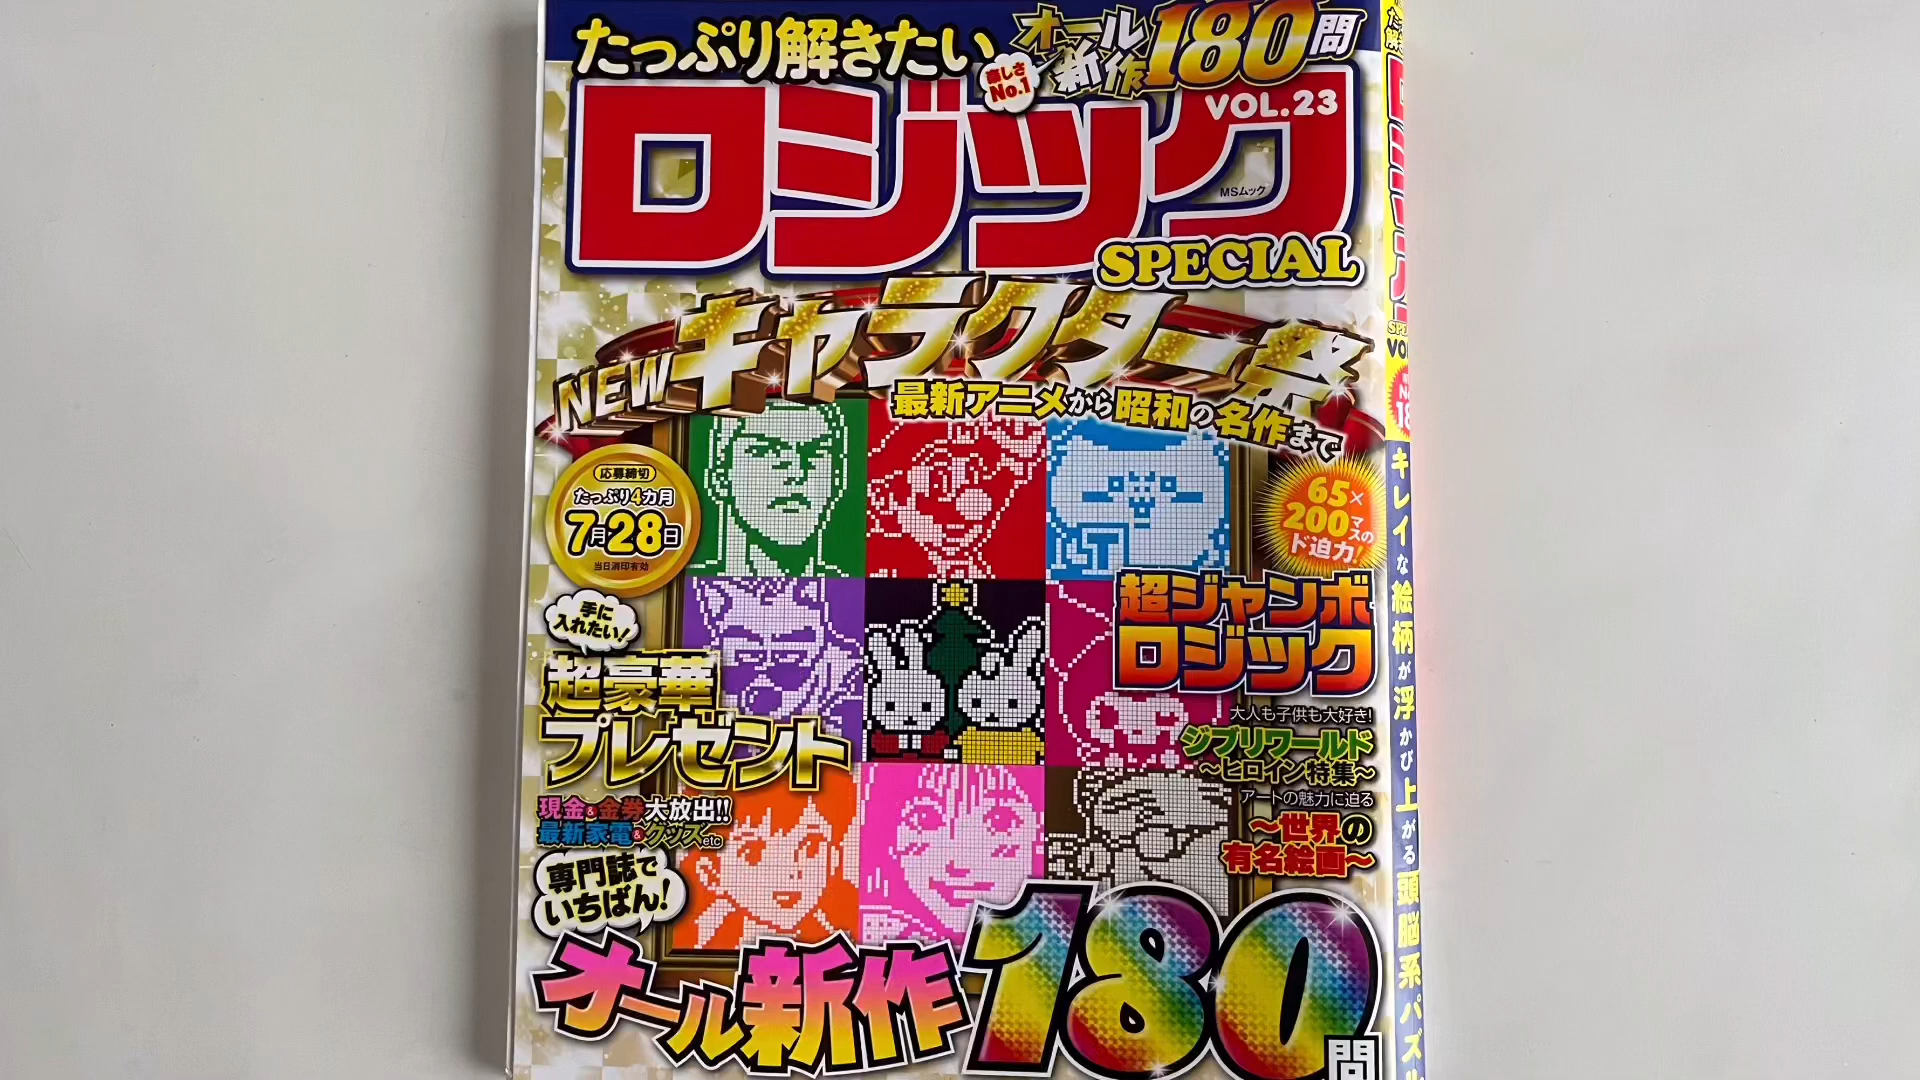 たっぷり解きたい
オール新作180問
楽しさNo.1
ロジック
VOL.23
MSムック
SPECIAL
NEWキャラクター祭
最新アニメから昭和の名作まで
応募締切
たっぷり4カ月
7月28日
当日消印有効
65×200マスのド迫力!
超ジャンボ
ロジック
手に入れたい!
超豪華
プレゼント
現金&金券大放出!!
最新家電&グッズetc
大人も子供も大好き!
ジブリワールド
~ヒロイン特集~
アートの魅力に迫る
~世界の
有名絵画~
専門誌で
いちばん!
オール新作180問
キレイな絵柄が浮かび上がる頭脳系パズル